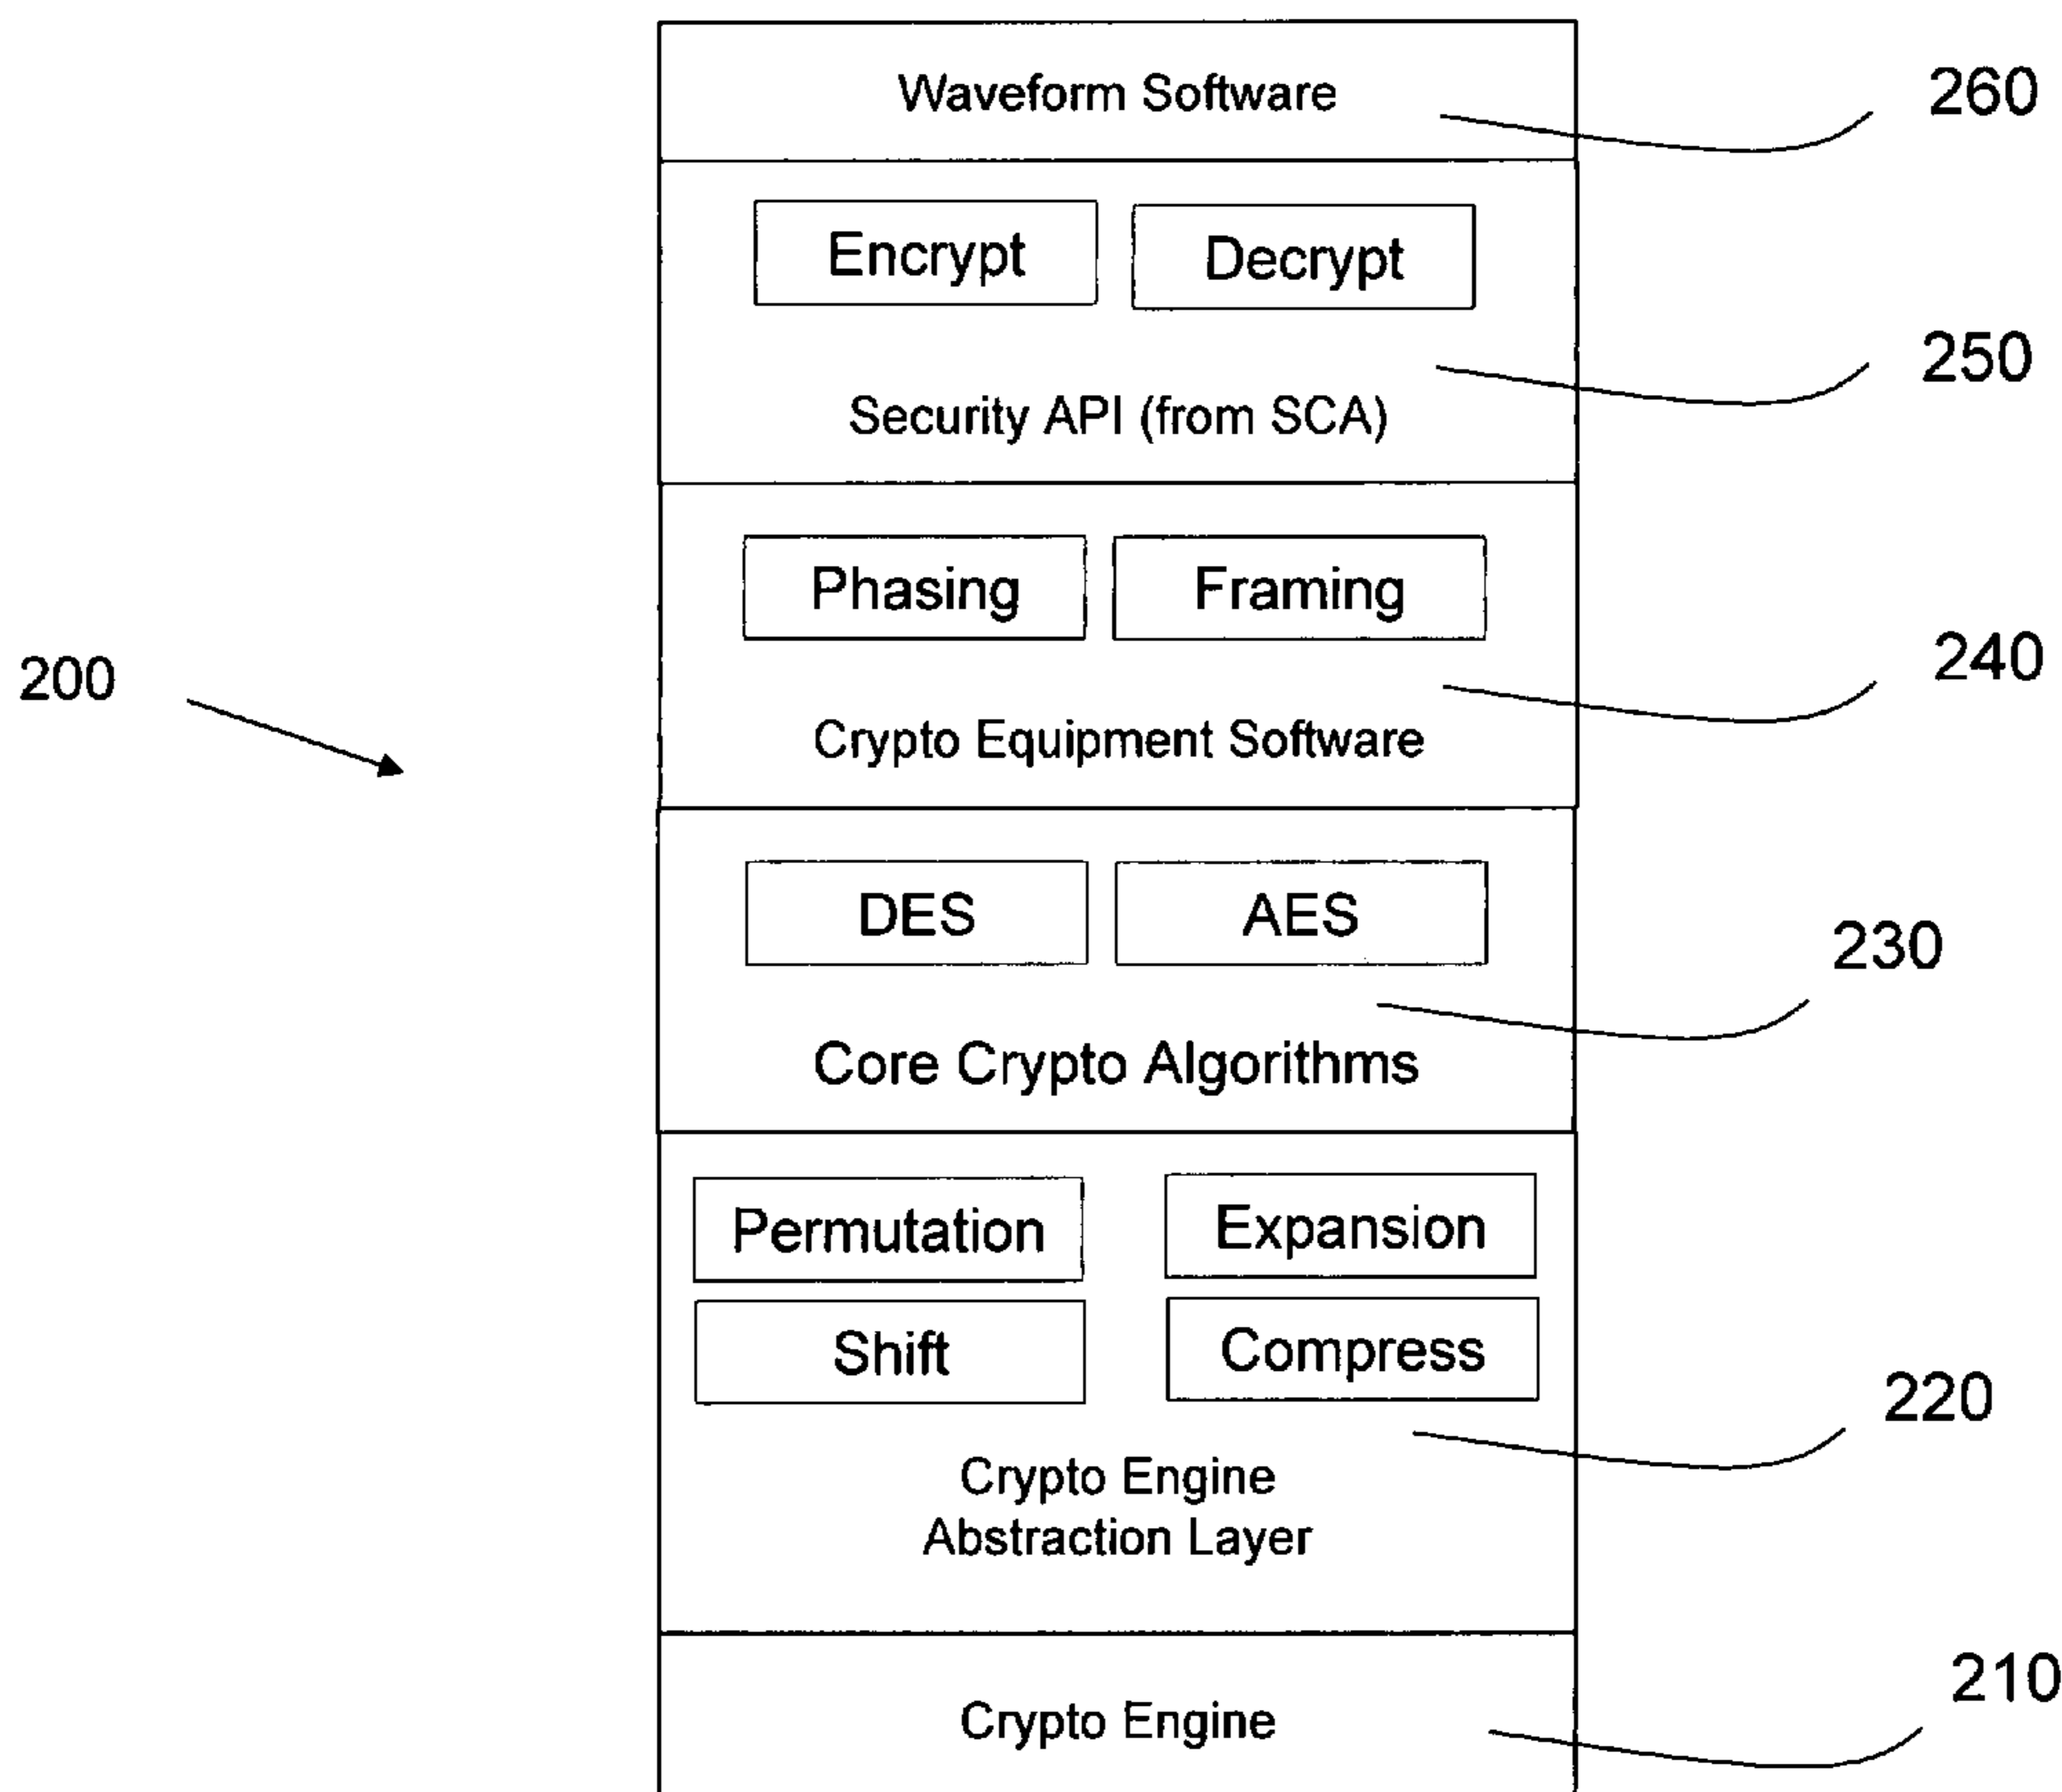 Waveform Software
260
Encrypt
Decrypt
250
Security API (from SCA)
Phasing
Framing
240
200
Crypto Equipment Software
DES
AES
230
Core Crypto Algorithms
Permutation
Expansion
Shift
Compress
220
Crypto Engine
Abstraction Layer
210
Crypto Engine